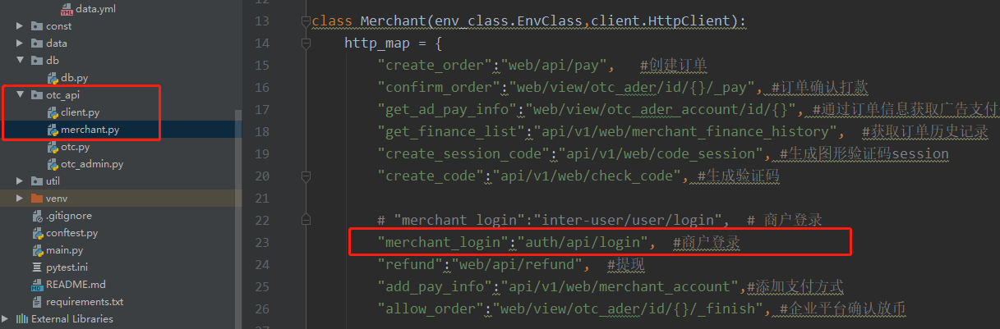 data.yml
const
data
db
db.py
otc_api
client.py
merchant.py
otc.py
otc_admin.py
util
venv
.gitignore
conftest.py
main.py
pytest.ini
README.md
requirements.txt
External Libraries
12
13 class Merchant(env_class.EnvClass,client.HttpClient):
14 http_map = {
15 "create_order":"web/api/pay", #创建订单
16 "confirm_order":"web/view/otc_ader/id/{}/_pay", #订单确认打款
17 "get_ad_pay_info":"web/view/otc_ader_account/id/{}", #通过订单信息获取广告支付
18 "get_finance_list":"api/v1/web/merchant_finance_history", #获取订单历史记录
19 "create_session_code":"api/v1/web/code_session", #生成图形验证码session
20 "create_code":"api/v1/web/check_code", #生成验证码
21
22 # "merchant_login":"inter-user/user/login", # 商户登录
23 "merchant_login":"auth/api/login", #商户登录
24 "refund":"web/api/refund", #提现
25 "add_pay_info":"api/v1/web/merchant_account",#添加支付方式
26 "allow_order":"web/view/otc_ader/id/{}/_finish", #企业平台确认放币